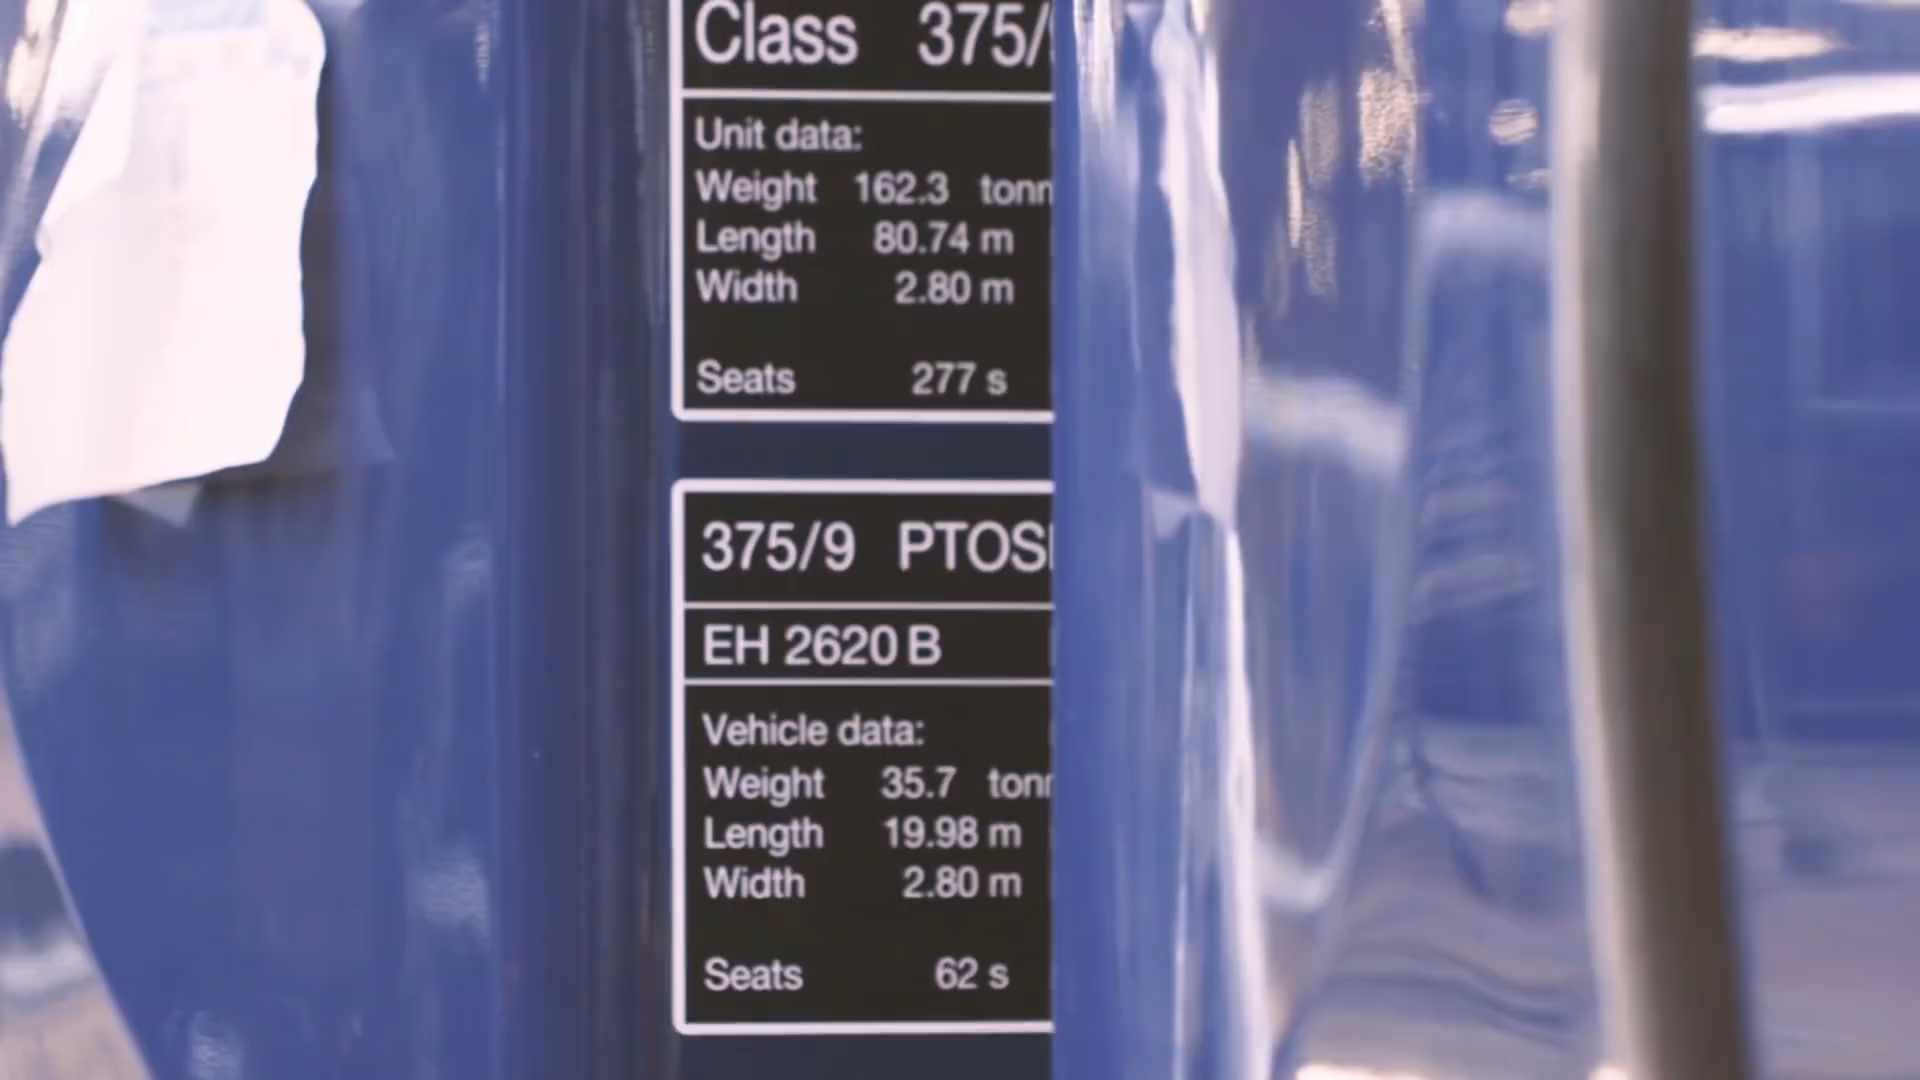 Class 375/
Unit data:
Weight 162.3 tonn
Length 80.74 m
Width 2.80 m
Seats 277 s
375/9 PTOS
EH 2620 B
Vehicle data:
Weight 35.7 ton
Length 19.98 m
Width 2.80 m
Seats 62 s